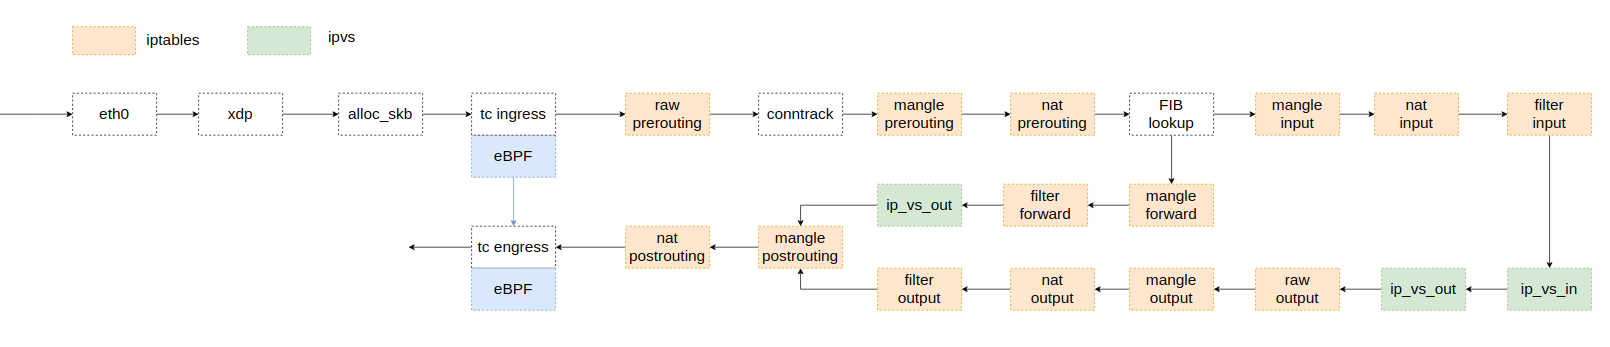 iptables
ipvs
eth0
xdp
alloc_skb
tc ingress
eBPF
raw
prerouting
conntrack
mangle
prerouting
nat
prerouting
FIB
lookup
mangle
input
nat
input
filter
input
ip_vs_out
filter
forward
mangle
forward
tc engress
eBPF
nat
postrouting
mangle
postrouting
filter
output
nat
output
mangle
output
raw
output
ip_vs_out
ip_vs_in